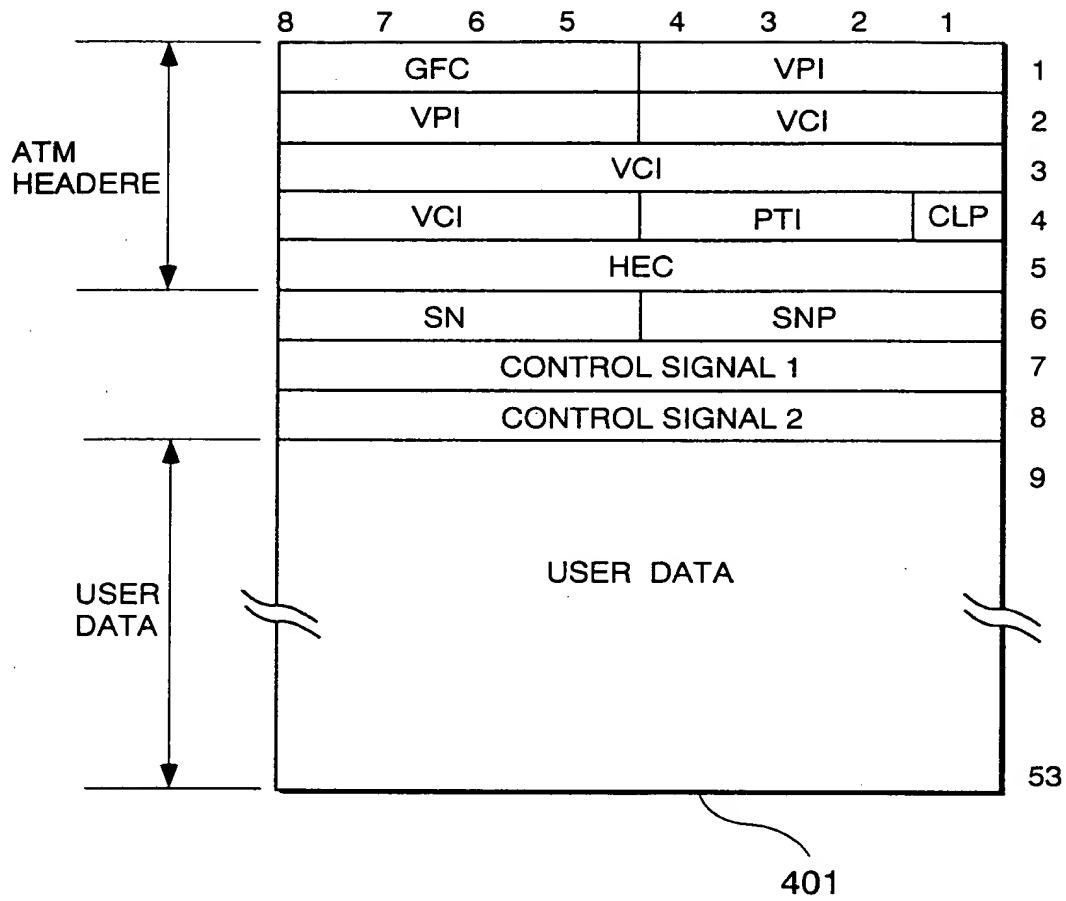 8 7 6 5 4 3 2 1
GFC VPI 1
VPI VCI 2
ATM
HEADERE
VCI 3
VCI PTI CLP 4
HEC 5
SN SNP 6
CONTROL SIGNAL 1 7
CONTROL SIGNAL 2 8
9
USER DATA
USER
DATA
53
401